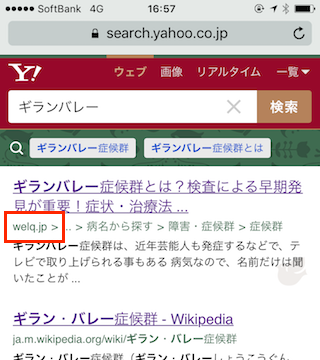 SoftBank 4G 16:57
search.yahoo.co.jp
Y! ウェブ 画像 リアルタイム 一覧
ギランバレー 検索
ギランバレー症候群 ギランバレー症候群とは
ギランバレー症候群とは？検査による早期発
見が重要！症状・治療法 ...
welq.jp > ... > 病名から探す > 障害・症候群 > 症候群
ギランバレー症候群は、近年芸能人も発症するなどで、テ
レビで取り上げられる事もある 病気なので、名前だけは聞
いたことが ...
ギラン・バレー症候群 - Wikipedia
ja.m.wikipedia.org/wiki/ギラン・バレー症候群
ギラン・バレー症候群（ギラン・バレーしょうこうぐん、